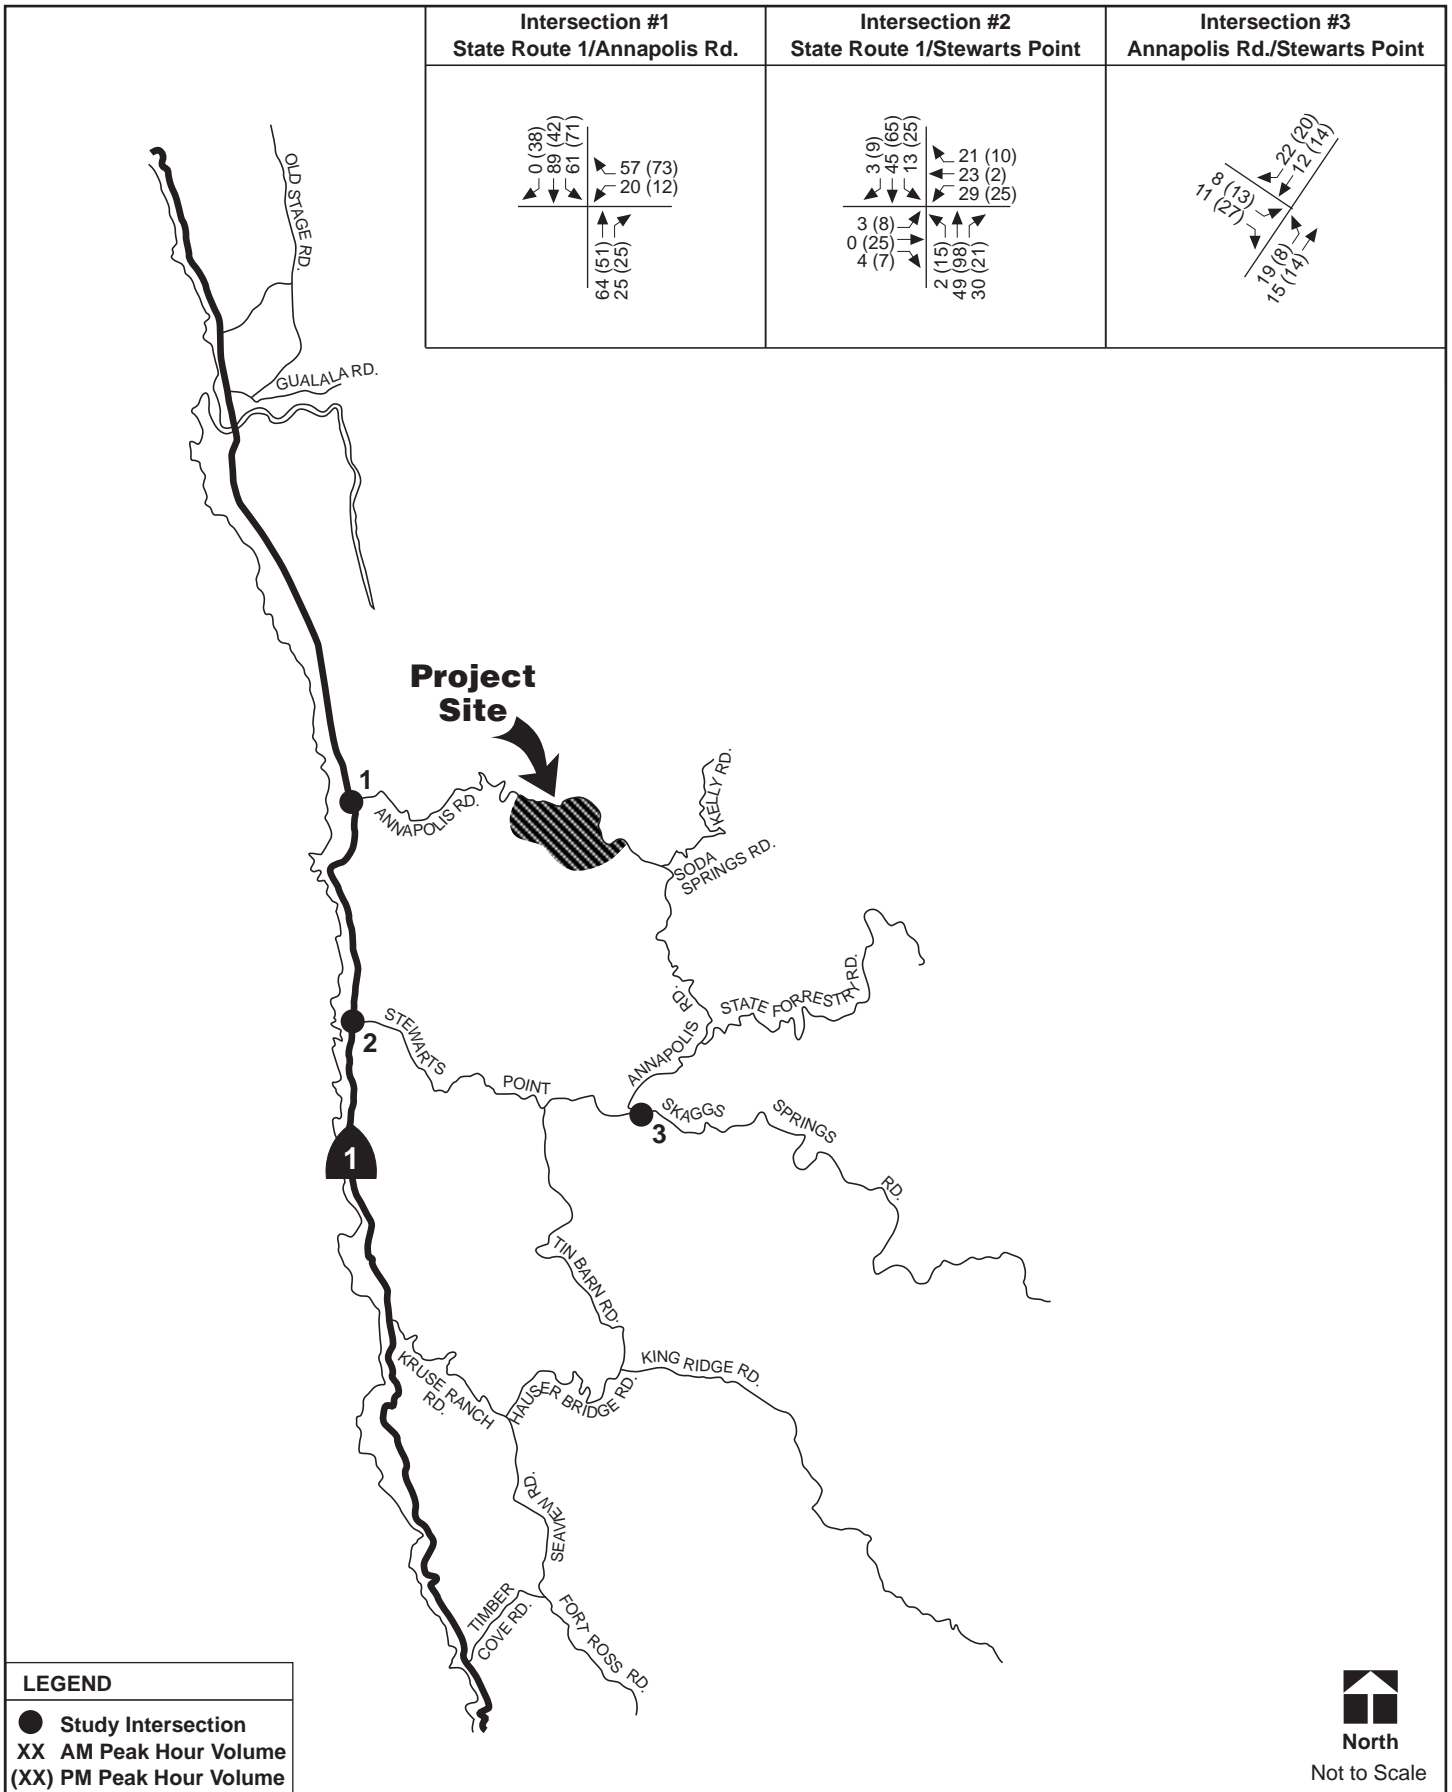 Intersection #1
State Route 1/Annapolis Rd.
Intersection #2
State Route 1/Stewarts Point
Intersection #3
Annapolis Rd./Stewarts Point
0 (38)
89 (42)
61 (71)
57 (73)
20 (12)
64 (51)
25 (25)
3 (9)
45 (65)
13 (25)
21 (10)
23 (2)
29 (25)
3 (8)
0 (25)
4 (7)
2 (15)
49 (98)
30 (21)
22 (20)
12 (14)
8 (13)
11 (27)
19 (8)
15 (14)
OLD STAGE RD.
GUALALA RD.
Project
Site
1
ANNAPOLIS RD.
KELLY RD.
SODA
SPRINGS RD.
STATE FORRESTRY RD.
ANNAPOLIS RD.
2
STEWARTS POINT
3
SKAGGS SPRINGS RD.
1
TIN BARN RD.
KING RIDGE RD.
KRUSE RANCH
RD.
HAUSER BRIDGE RD.
SEAVIEW RD.
TIMBER
COVE RD.
FORT ROSS RD.
LEGEND
Study Intersection
XX AM Peak Hour Volume
(XX) PM Peak Hour Volume
North
Not to Scale